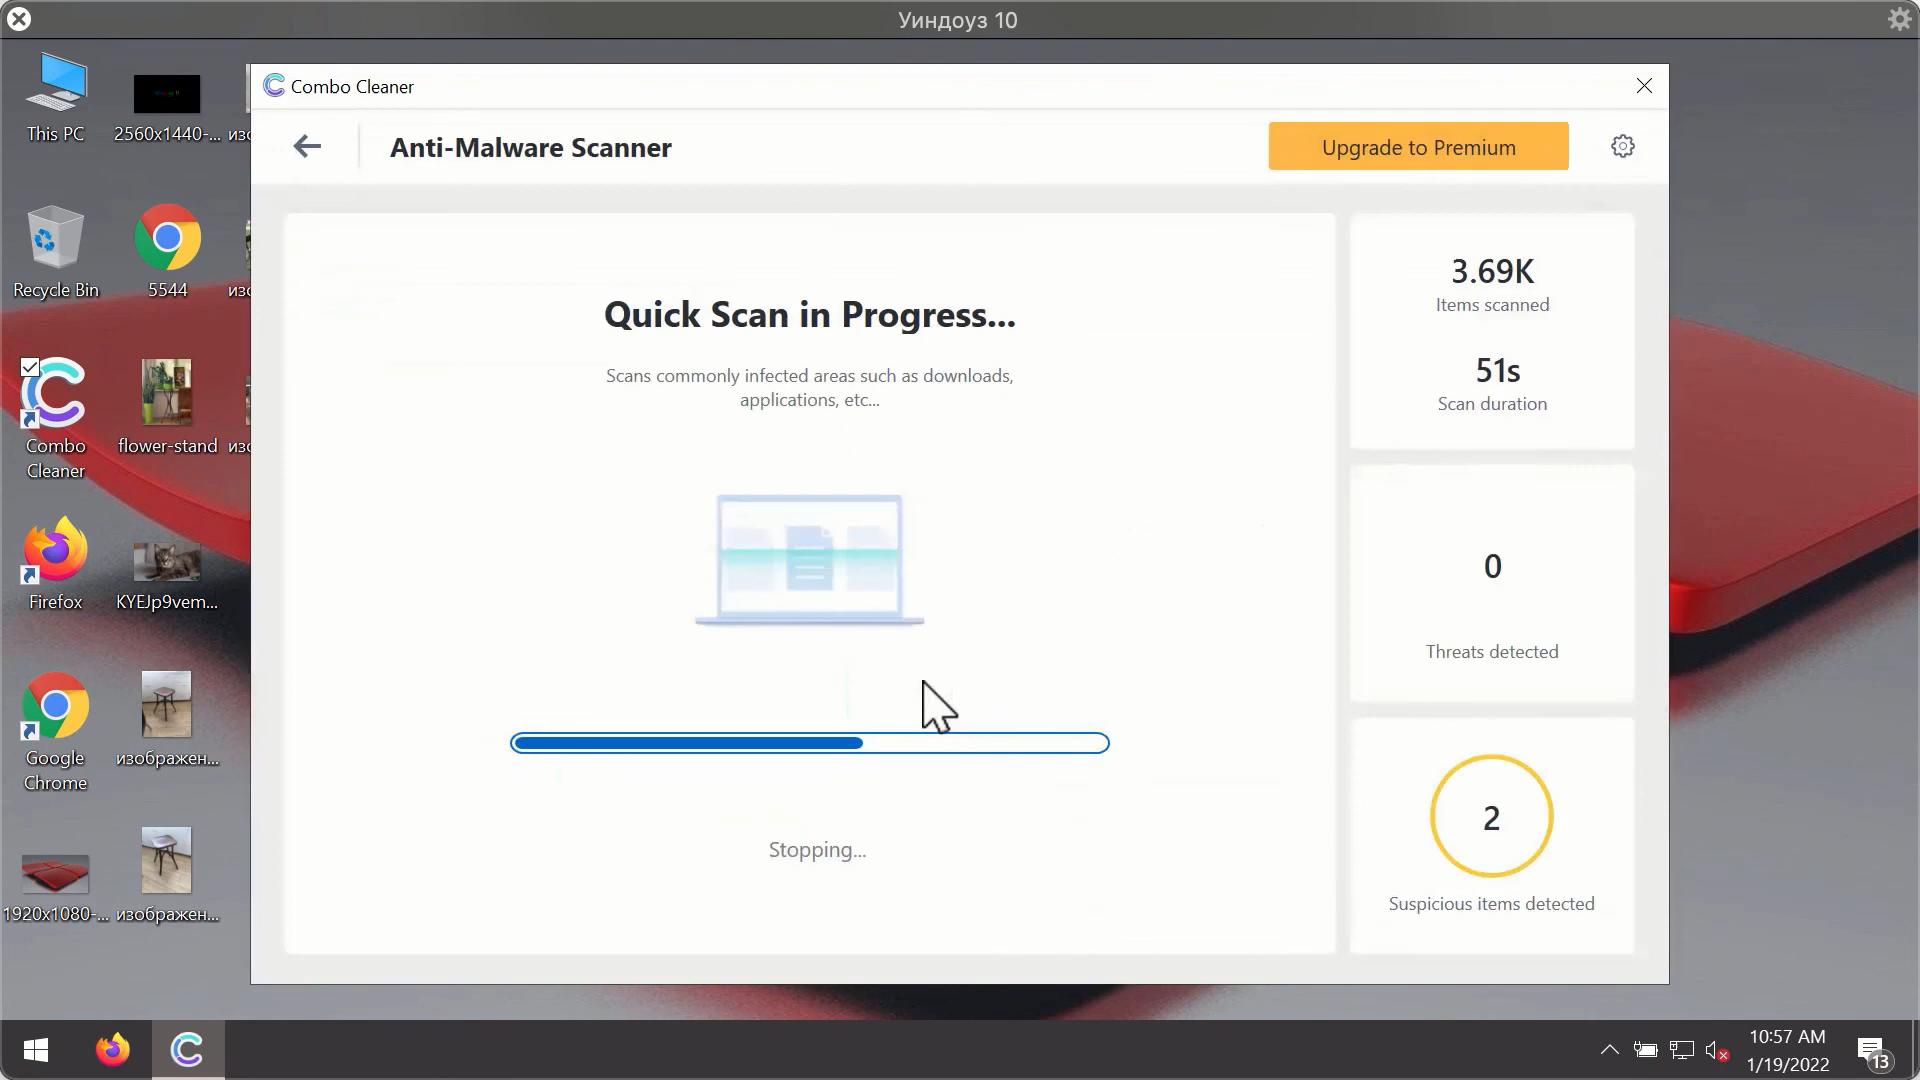 Уиндоуз 10
This PC
2560x1440-...
изо
Recycle Bin
5544
изо
Combo
Cleaner
flower-stand
изо
Firefox
KYEJp9vem...
Google
Chrome
изображен...
1920x1080-...
изображен...
Combo Cleaner
Anti-Malware Scanner
Upgrade to Premium
Quick Scan in Progress...
Scans commonly infected areas such as downloads,
applications, etc...
Stopping...
3.69K
Items scanned
51s
Scan duration
0
Threats detected
2
Suspicious items detected
10:57 AM
1/19/2022
13